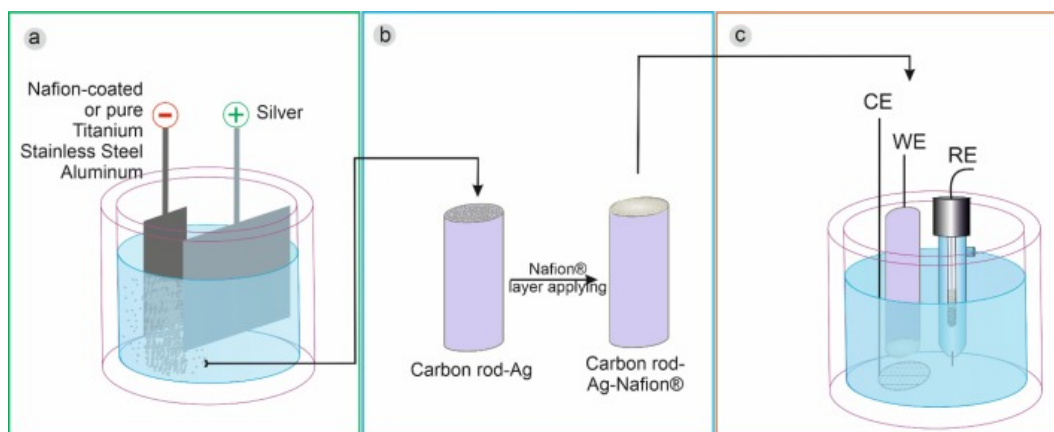 a
Nafion-coated
or pure
Titanium
Stainless Steel
Aluminum
−
+
Silver
b
Nafion®
layer applying
Carbon rod-Ag
Carbon rod-
Ag-Nafion®
c
CE
WE
RE